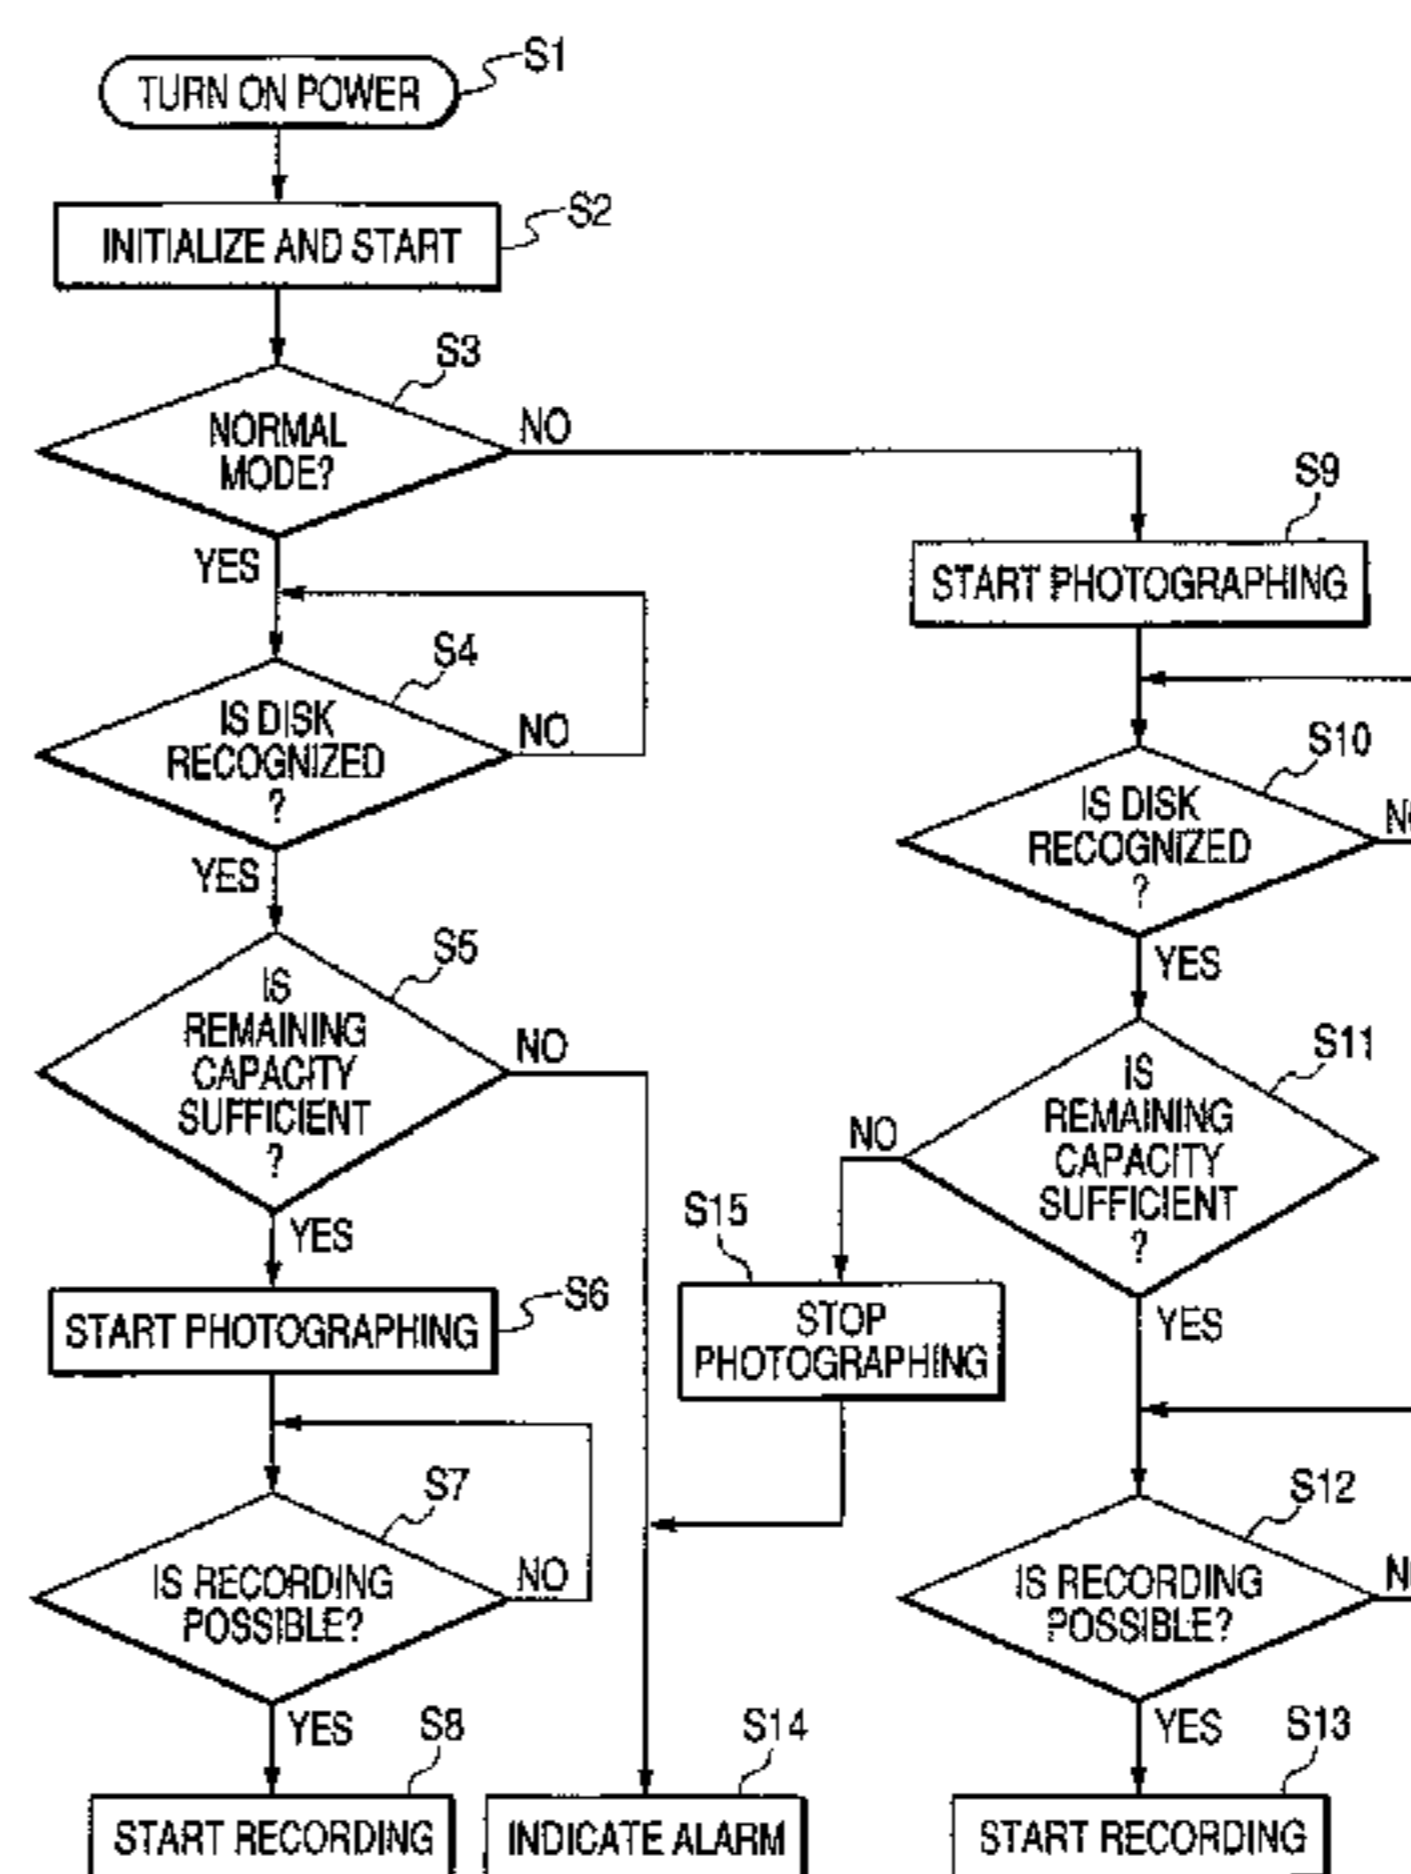 S1
TURN ON POWER
S2
INITIALIZE AND START
S3
NORMAL
MODE?
NO
YES
S4
IS DISK
RECOGNIZED
?
NO
YES
S5
IS
REMAINING
CAPACITY
SUFFICIENT
?
NO
YES
S6
START PHOTOGRAPHING
S7
IS RECORDING
POSSIBLE?
NO
YES
S8
START RECORDING
S9
START PHOTOGRAPHING
S10
IS DISK
RECOGNIZED
?
YES
S11
IS
REMAINING
CAPACITY
SUFFICIENT
?
NO
YES
S15
STOP
PHOTOGRAPHING
S12
IS RECORDING
POSSIBLE?
YES
S13
START RECORDING
S14
INDICATE ALARM